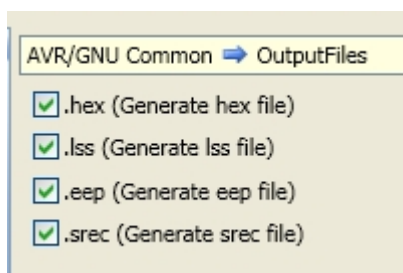 AVR/GNU Common ➡ OutputFiles
.hex (Generate hex file)
.lss (Generate lss file)
.eep (Generate eep file)
.srec (Generate srec file)